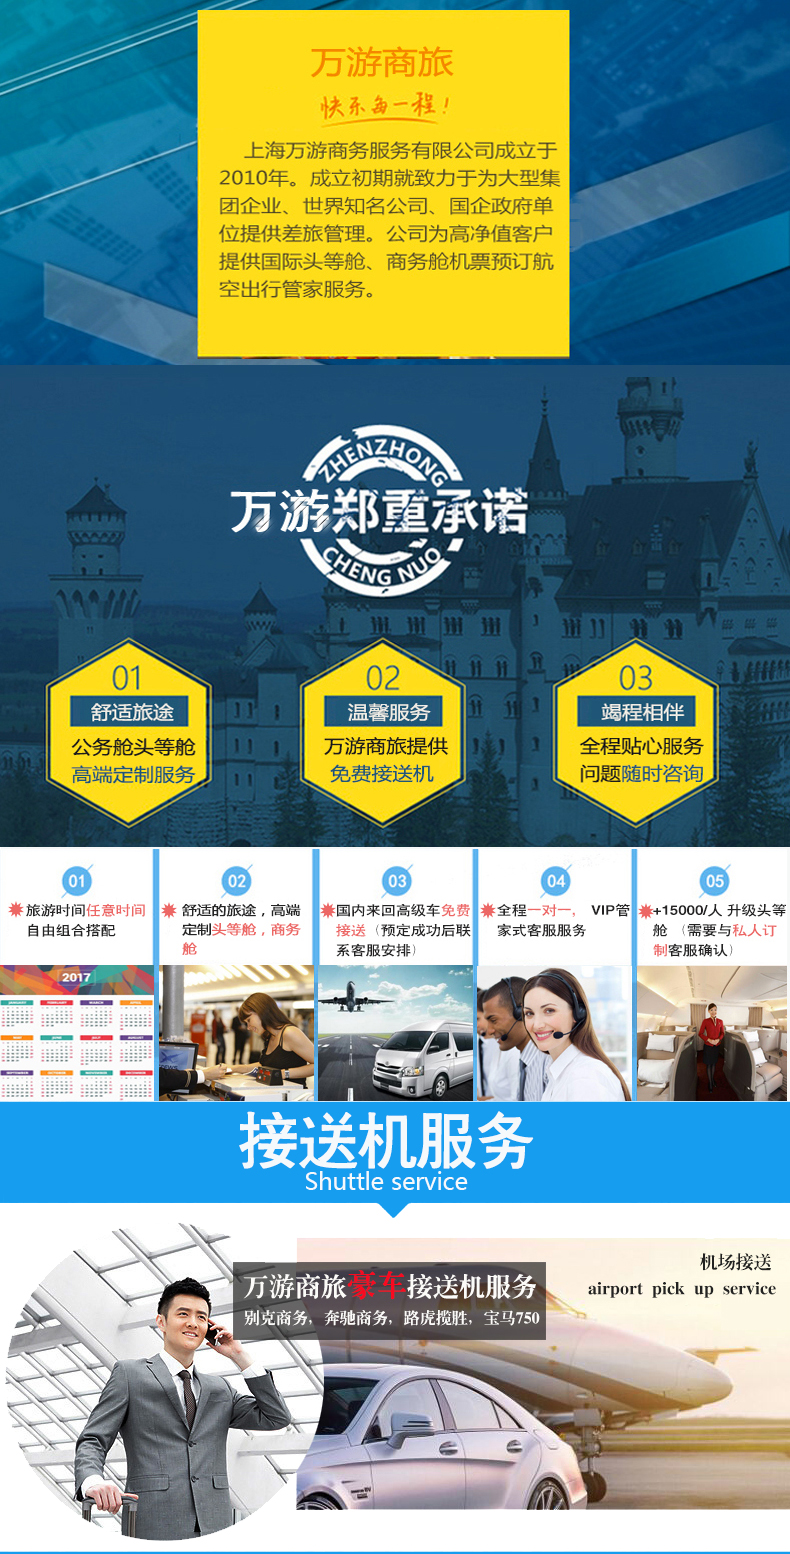 万游商旅
快乐每一程！
上海万游商务服务有限公司成立于
2010年。成立初期就致力于为大型集
团企业、世界知名公司、国企政府单
位提供差旅管理。公司为高净值客户
提供国际头等舱、商务舱机票预订航
空出行管家服务。
ZHENZHONG
万游郑重承诺
CHENG NUO
01
舒适旅途
公务舱头等舱
高端定制服务
02
温馨服务
万游商旅提供
免费接送机
03
竭程相伴
全程贴心服务
问题随时咨询
01
旅游时间任意时间
自由组合搭配
02
舒适的旅途，高端
定制头等舱，商务
舱
03
国内来回高级车免费
接送（预定成功后联
系客服安排）
04
全程一对一， VIP管
家式客服服务
05
+15000/人 升级头等
舱 （需要与私人订
制客服确认）
2017
JANUARY FEBRUARY MARCH APRIL
MAY JUNE JULY AUGUST
SEPTEMBER OCTOBER NOVEMBER DECEMBER
接送机服务
Shuttle service
万游商旅豪车接送机服务
别克商务，奔驰商务，路虎揽胜，宝马750
机场接送
airport pick up service